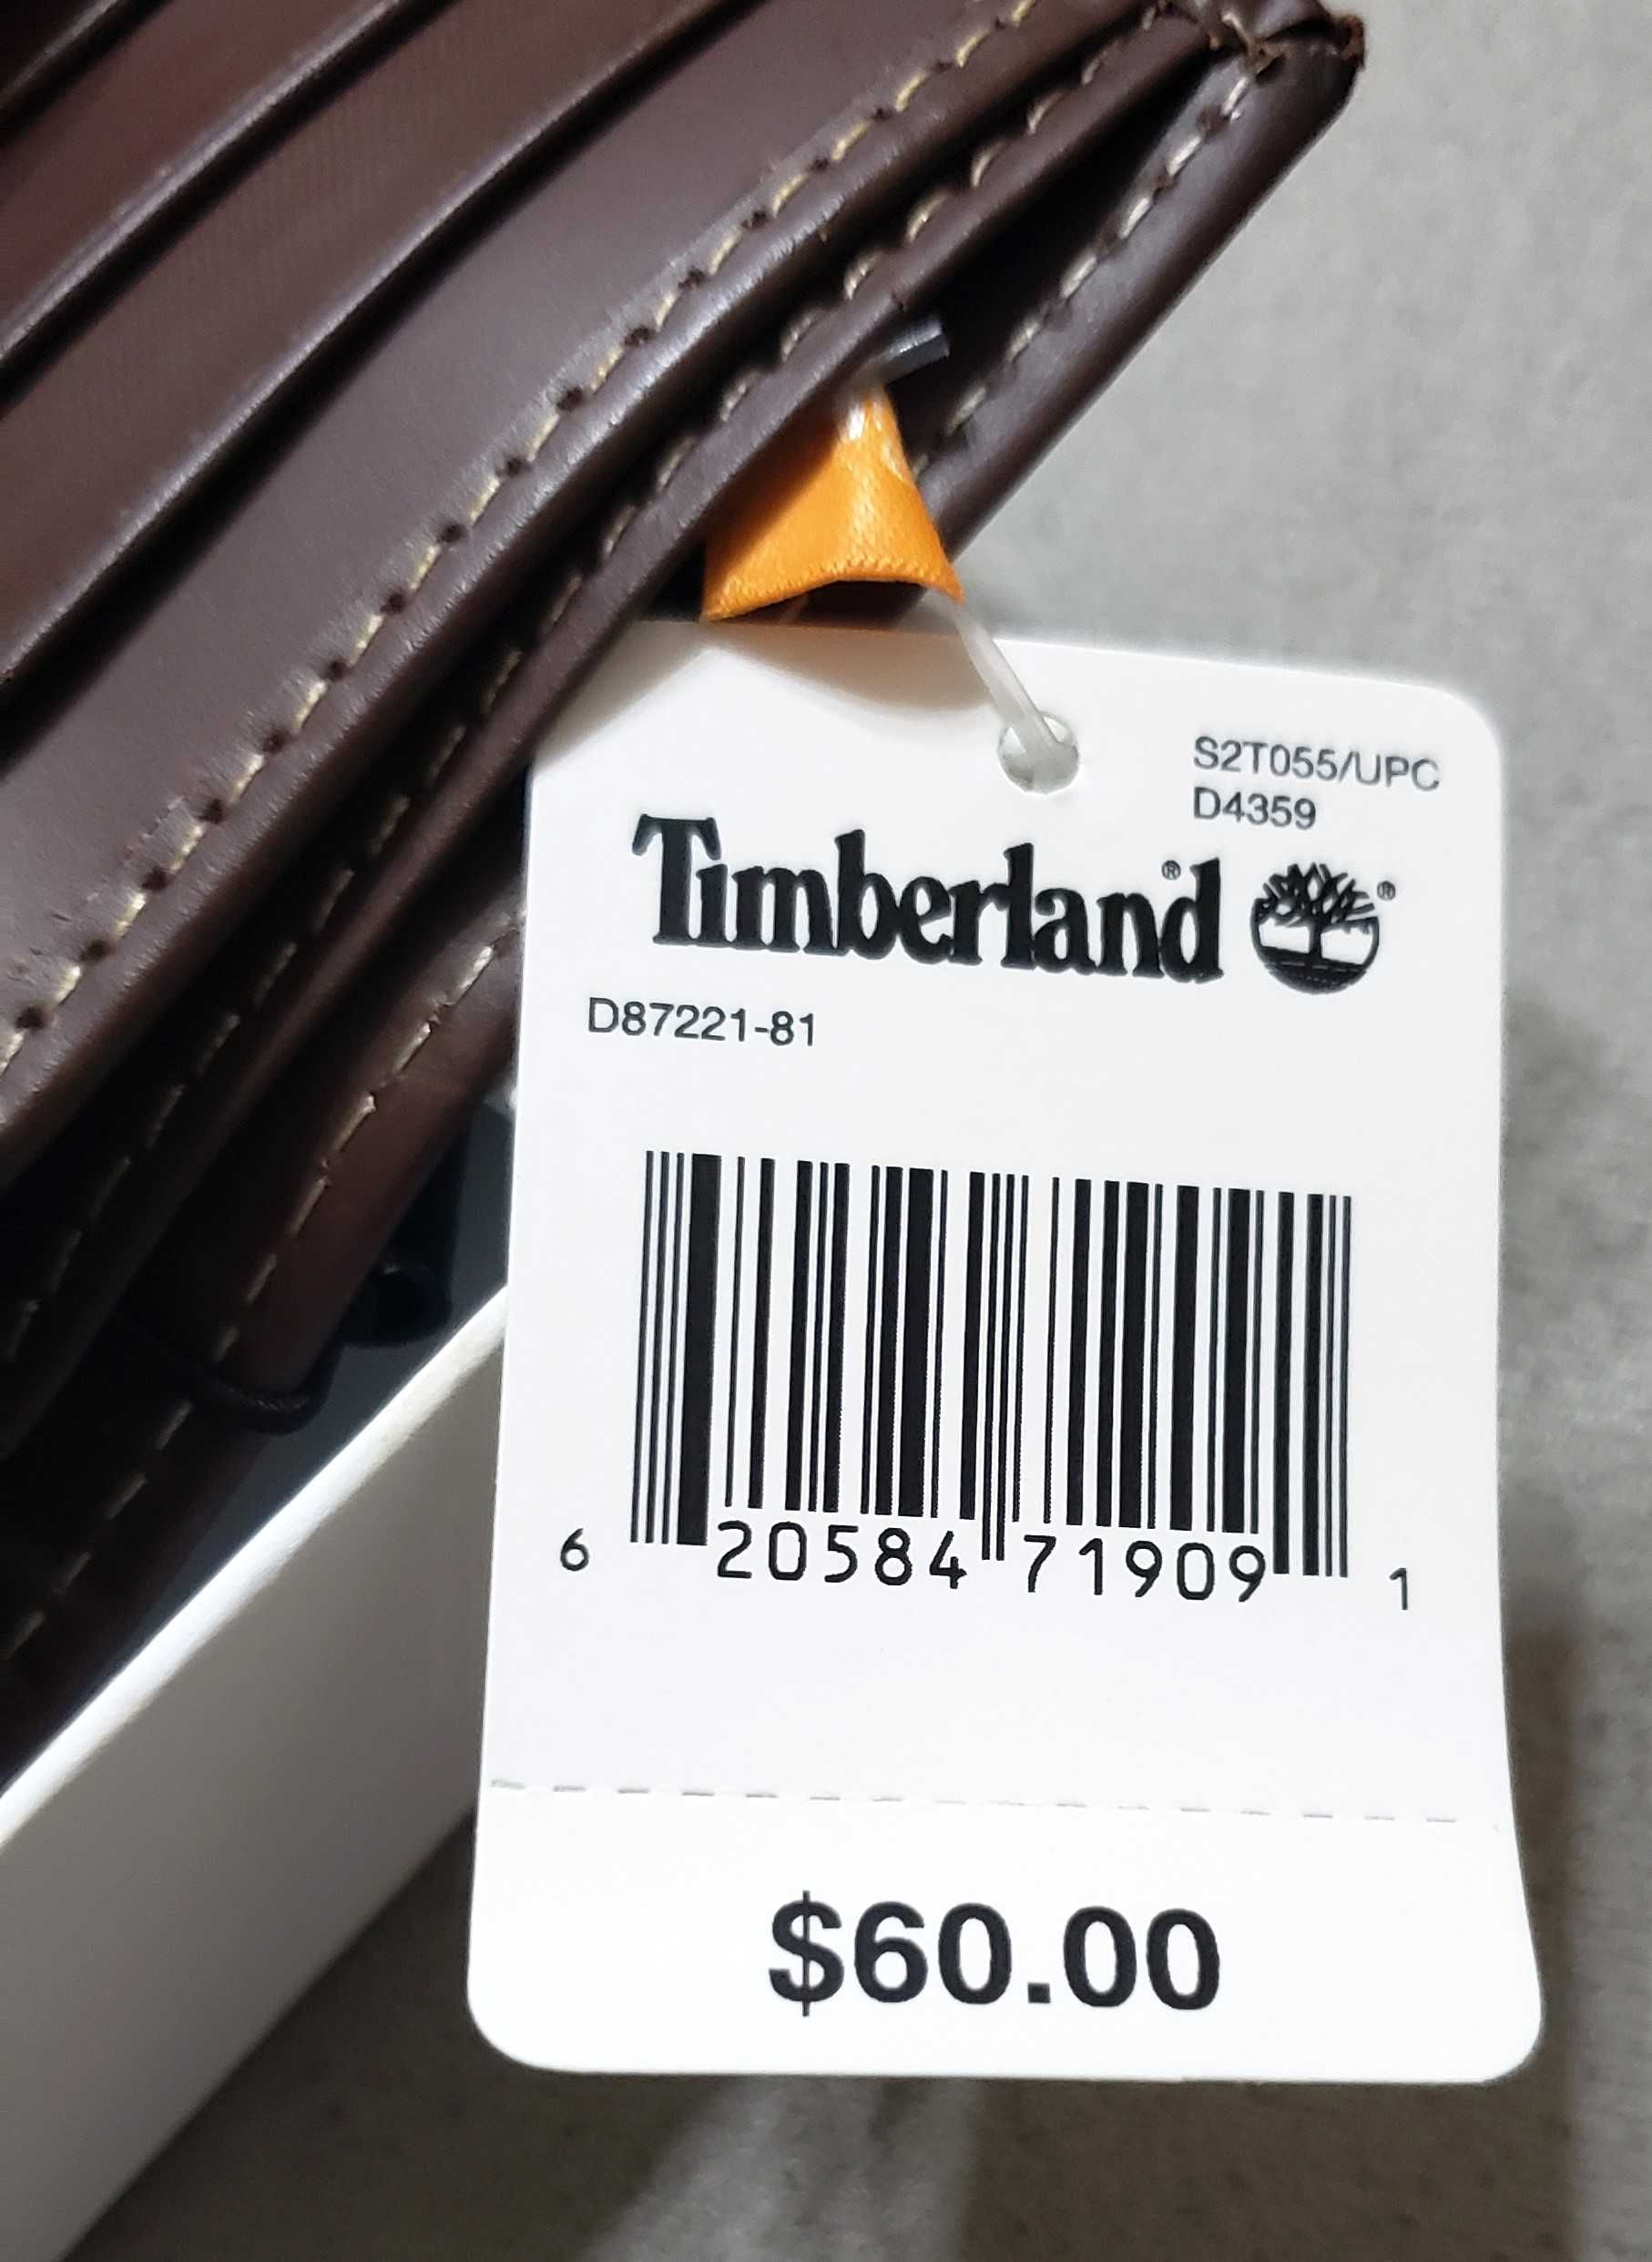 S2T055/UPC
D4359
Timberland® ®
D87221-81
6 20584 71909 1
$60.00